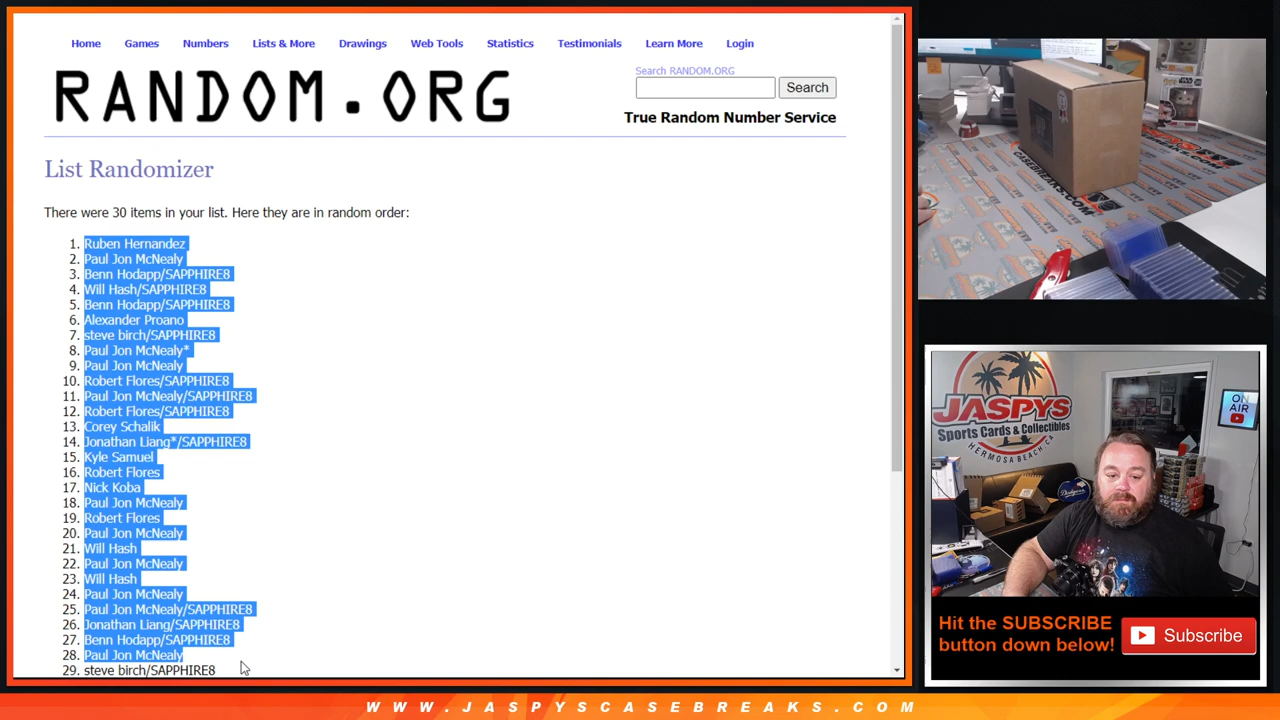 Home Games Numbers Lists & More Drawings Web Tools Statistics Testimonials Learn More Login
RANDOM.ORG
Search RANDOM.ORG
Search
True Random Number Service
List Randomizer
There were 30 items in your list. Here they are in random order:
1. Ruben Hernandez
2. Paul Jon McNealy
3. Benn Hodapp/SAPPHIRE8
4. Will Hash/SAPPHIRE8
5. Benn Hodapp/SAPPHIRE8
6. Alexander Proano
7. steve birch/SAPPHIRE8
8. Paul Jon McNealy*
9. Paul Jon McNealy
10. Robert Flores/SAPPHIRE8
11. Paul Jon McNealy/SAPPHIRE8
12. Robert Flores/SAPPHIRE8
13. Corey Schalik
14. Jonathan Liang*/SAPPHIRE8
15. Kyle Samuel
16. Robert Flores
17. Nick Koba
18. Paul Jon McNealy
19. Robert Flores
20. Paul Jon McNealy
21. Will Hash
22. Paul Jon McNealy
23. Will Hash
24. Paul Jon McNealy
25. Paul Jon McNealy/SAPPHIRE8
26. Jonathan Liang/SAPPHIRE8
27. Benn Hodapp/SAPPHIRE8
28. Paul Jon McNealy
29. steve birch/SAPPHIRE8
CASEBREAKS.COM
JASPYS
Sports Cards & Collectibles
HERMOSA BEACH, CA
ON
AIR
Dodgers
Hit the SUBSCRIBE
button down below!
Subscribe
WWW.JASPYSCASEBREAKS.COM